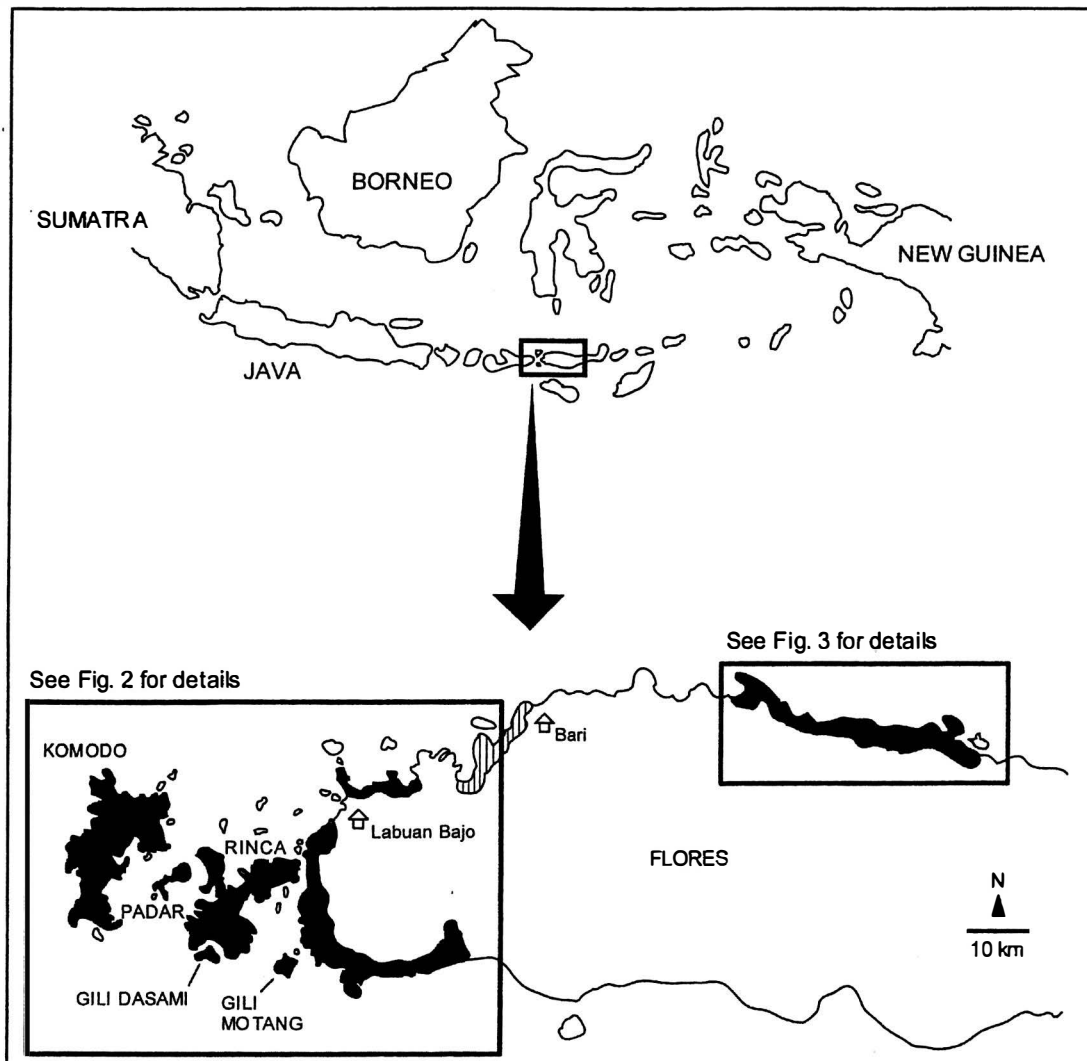 BORNEO
SUMATRA
NEW GUINEA
JAVA
See Fig. 3 for details
See Fig. 2 for details
Bari
KOMODO
Labuan Bajo
RINCA
FLORES
N
PADAR
10 km
GILI DASAMI
GILI
MOTANG